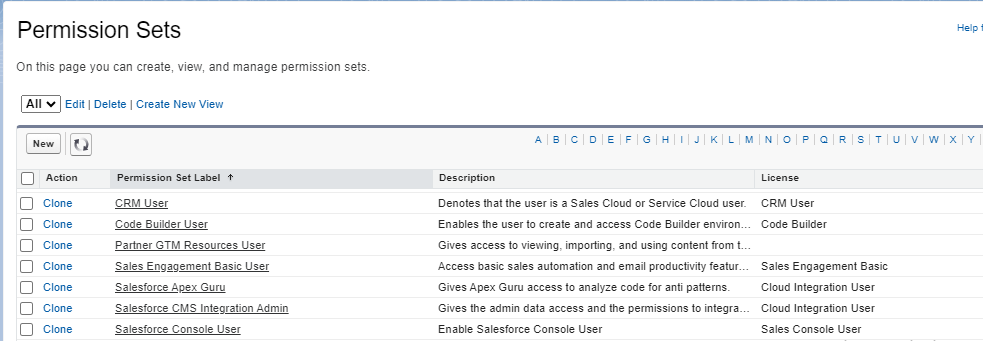 Permission Sets
Help f
On this page you can create, view, and manage permission sets.
All Edit | Delete | Create New View
New A B C D E F G H I J K L M N O P Q R S T U V W X Y
Action Permission Set Label ↑ Description License
Clone CRM User Denotes that the user is a Sales Cloud or Service Cloud user. CRM User
Clone Code Builder User Enables the user to create and access Code Builder environ... Code Builder
Clone Partner GTM Resources User Gives access to viewing, importing, and using content from t...
Clone Sales Engagement Basic User Access basic sales automation and email productivity featur... Sales Engagement Basic
Clone Salesforce Apex Guru Gives Apex Guru access to analyze code for anti patterns. Cloud Integration User
Clone Salesforce CMS Integration Admin Gives the admin data access and the permissions to integra... Cloud Integration User
Clone Salesforce Console User Enable Salesforce Console User Sales Console User